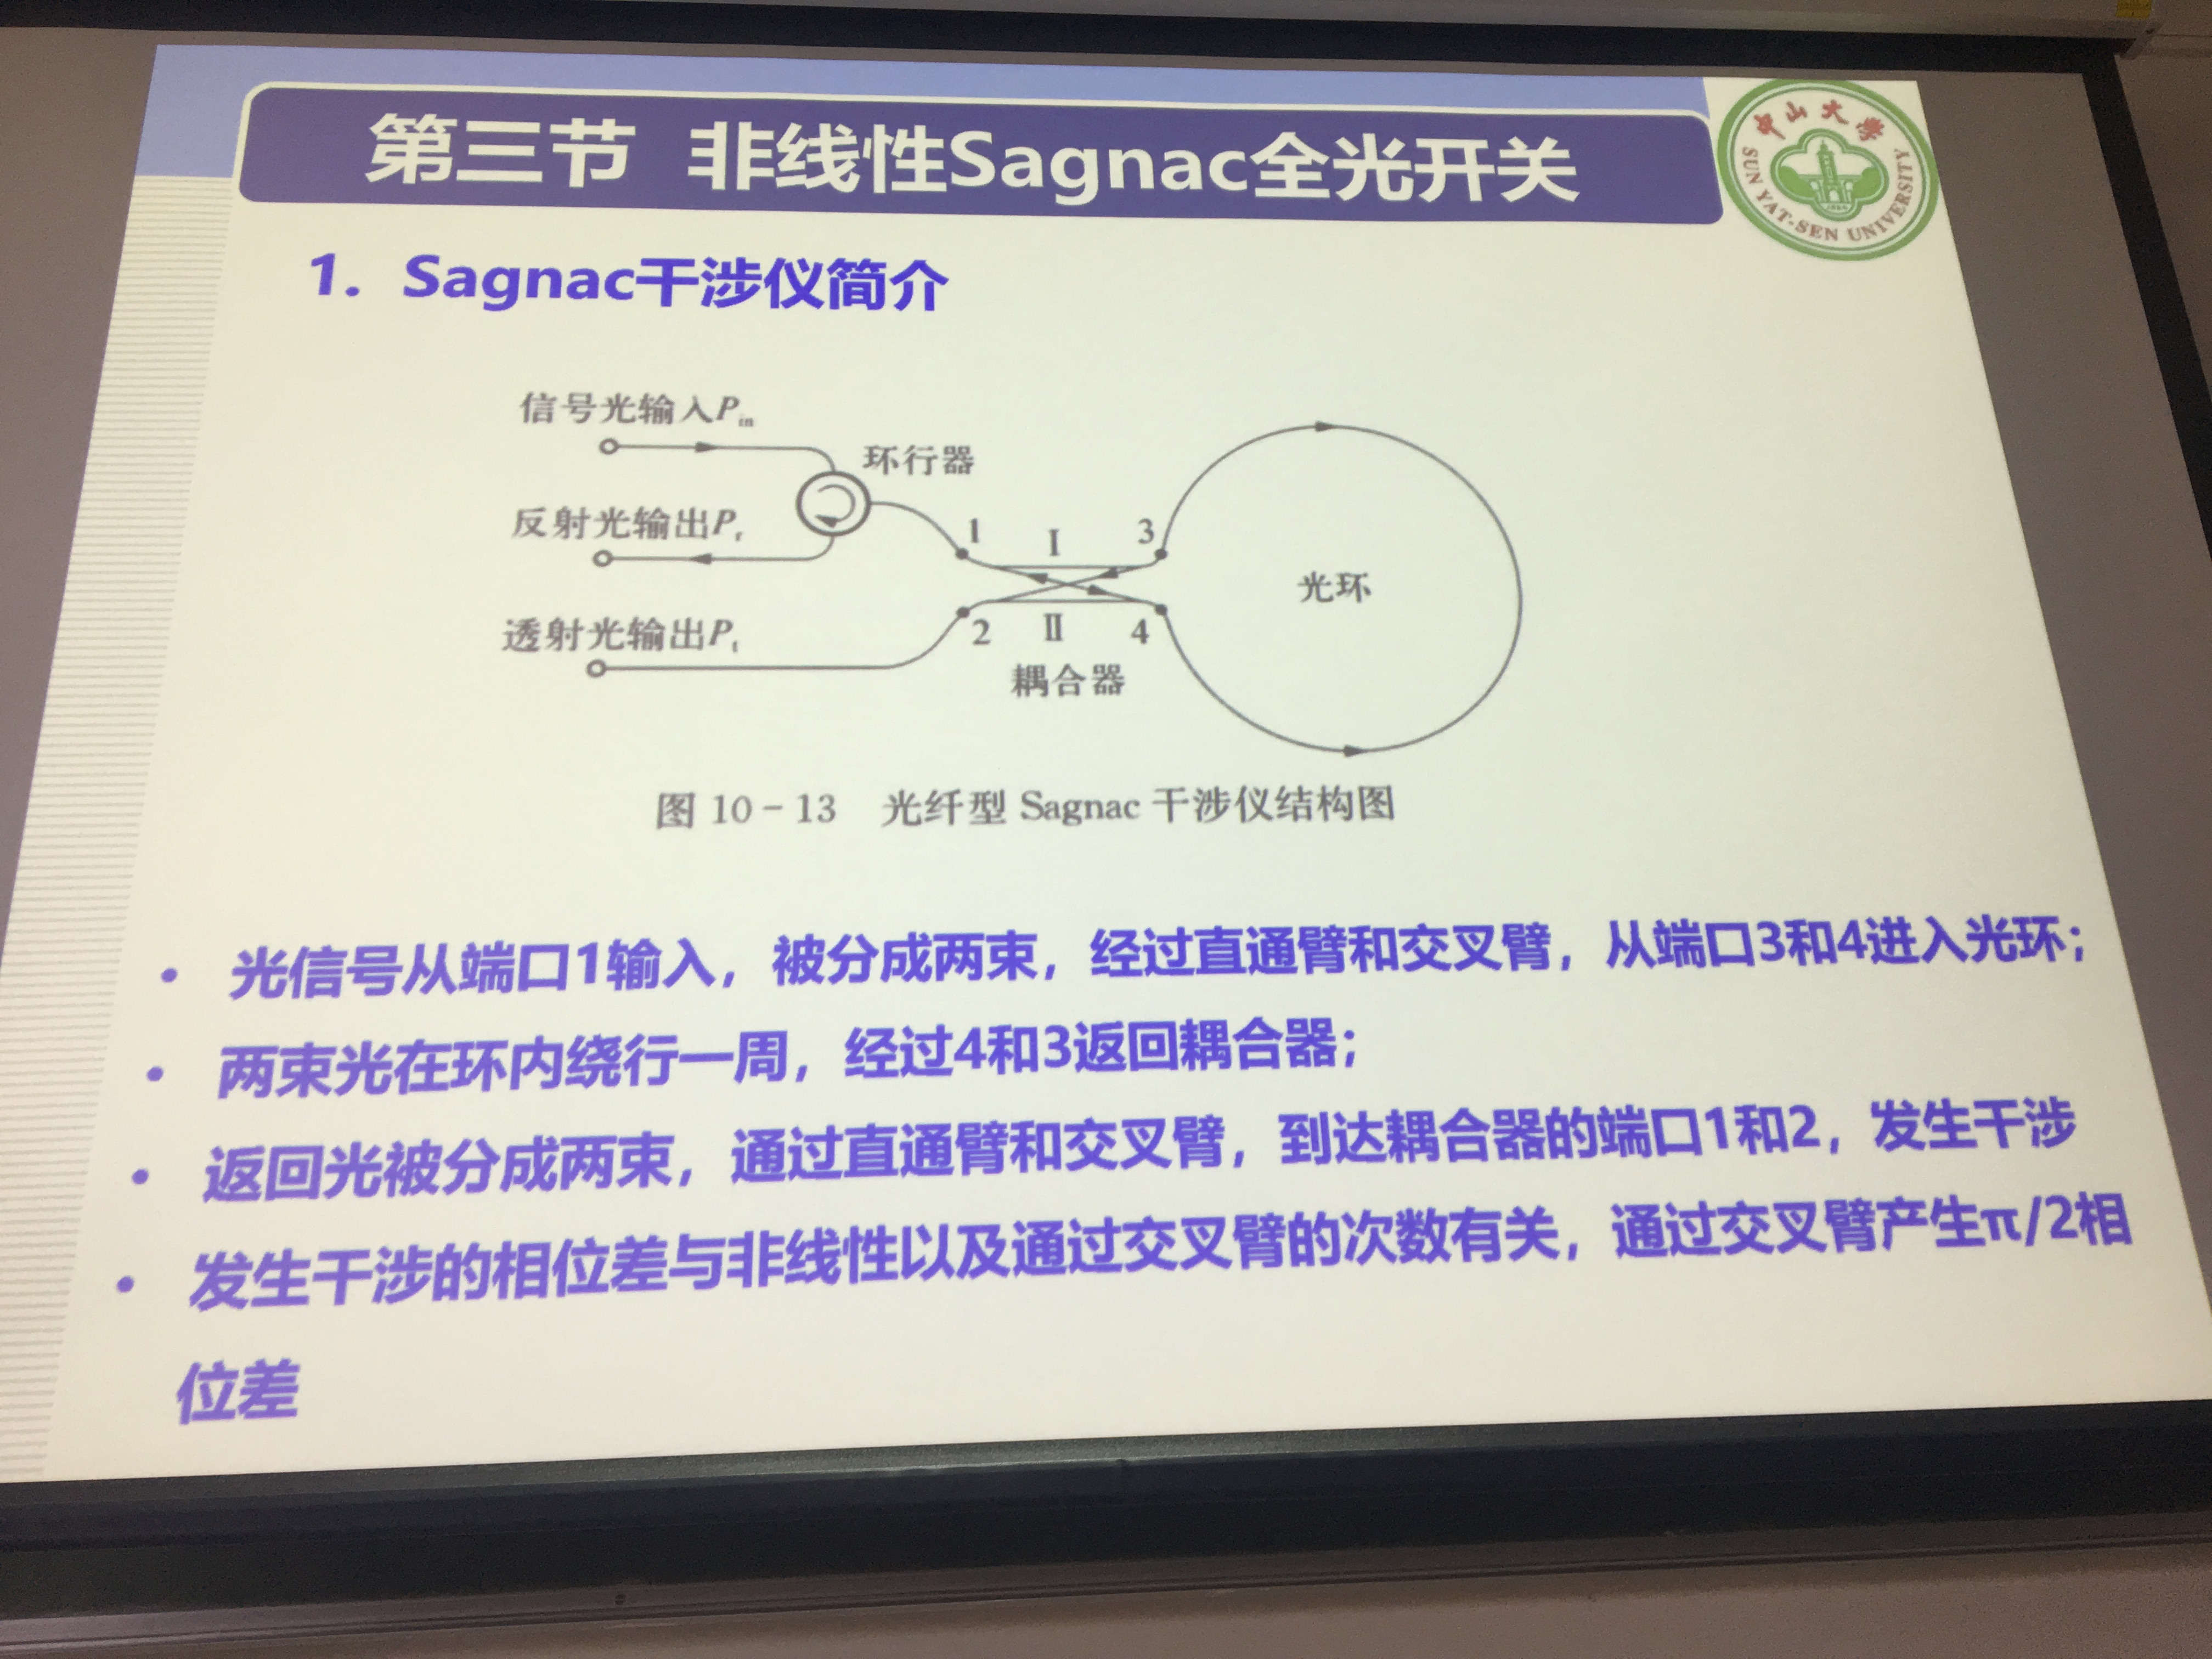 第三节 非线性Sagnac全光开关
中山大学
SUN YAT-SEN UNIVERSITY
1. Sagnac干涉仪简介
信号光输入Pin
环行器
反射光输出Pr
1
I
3
光环
透射光输出Pt
2
II
4
耦合器
图 10-13 光纤型 Sagnac 干涉仪结构图
• 光信号从端口1输入，被分成两束，经过直通臂和交叉臂，从端口3和4进入光环；
• 两束光在环内绕行一周，经过4和3返回耦合器；
• 返回光被分成两束，通过直通臂和交叉臂，到达耦合器的端口1和2，发生干涉
• 发生干涉的相位差与非线性以及通过交叉臂的次数有关，通过交叉臂产生π/2相
位差